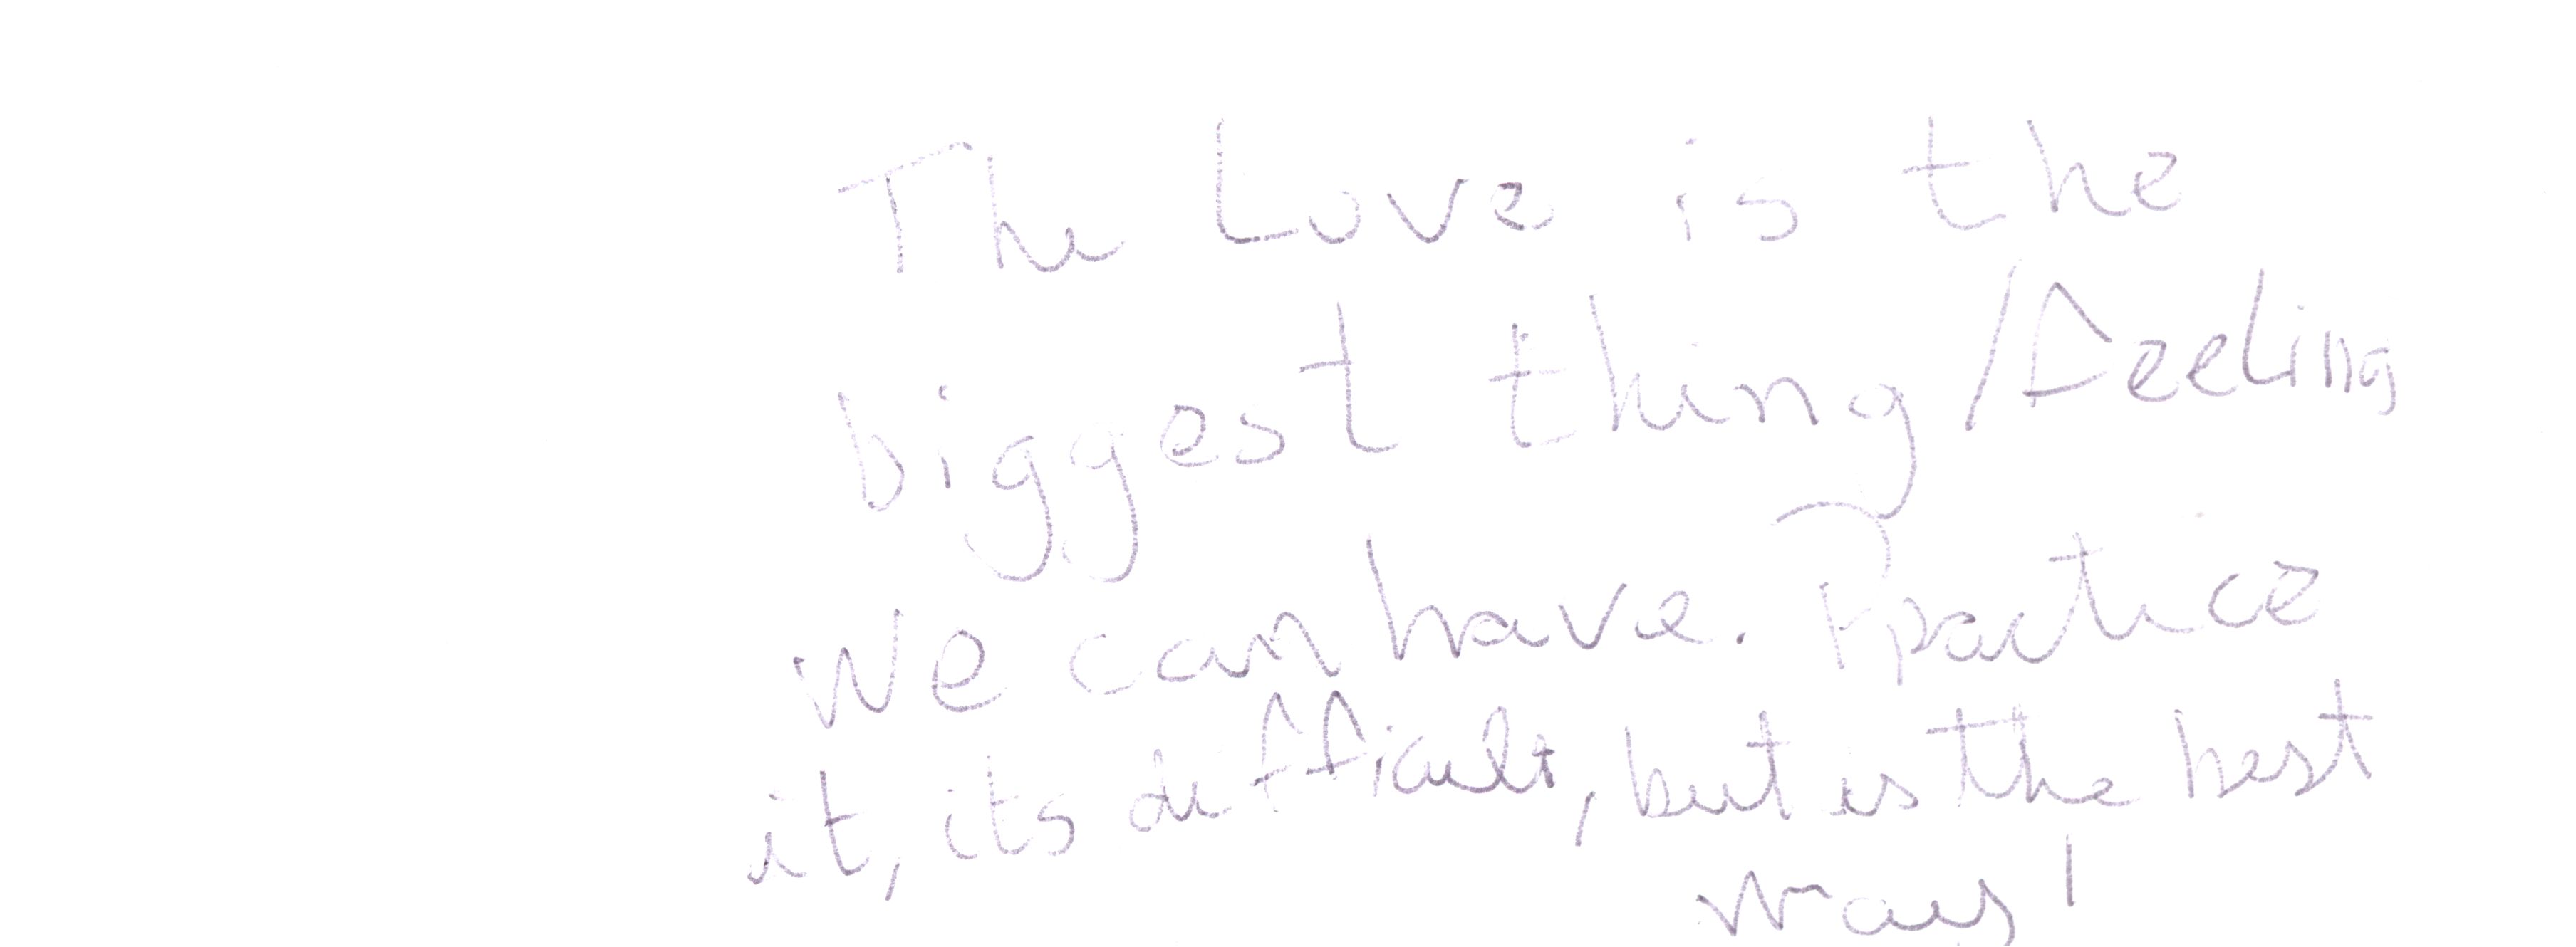 The Love is the
biggest thing/feeling
We can have. Practice
it, its difficult, but is the best
way!